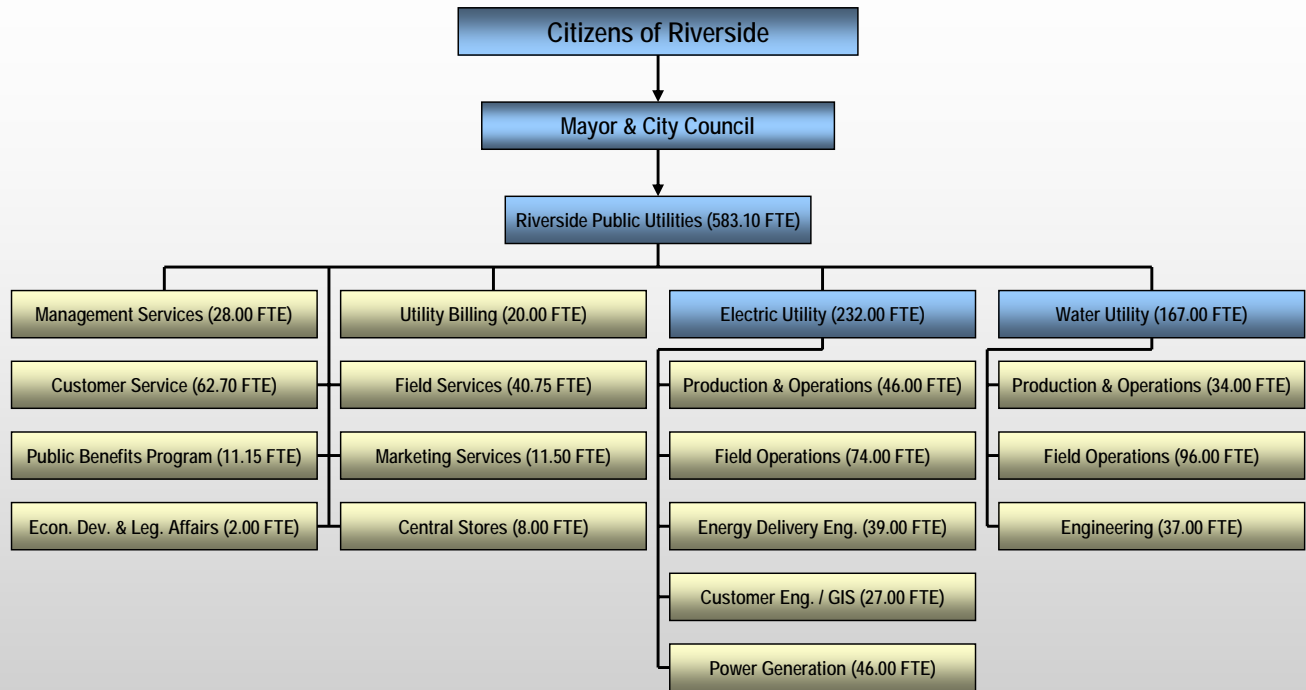 Citizens of Riverside
Mayor & City Council
Riverside Public Utilities (583.10 FTE)
Management Services (28.00 FTE)
Utility Billing (20.00 FTE)
Electric Utility (232.00 FTE)
Water Utility (167.00 FTE)
Customer Service (62.70 FTE)
Field Services (40.75 FTE)
Production & Operations (46.00 FTE)
Production & Operations (34.00 FTE)
Public Benefits Program (11.15 FTE)
Marketing Services (11.50 FTE)
Field Operations (74.00 FTE)
Field Operations (96.00 FTE)
Econ. Dev. & Leg. Affairs (2.00 FTE)
Central Stores (8.00 FTE)
Energy Delivery Eng. (39.00 FTE)
Engineering (37.00 FTE)
Customer Eng. / GIS (27.00 FTE)
Power Generation (46.00 FTE)